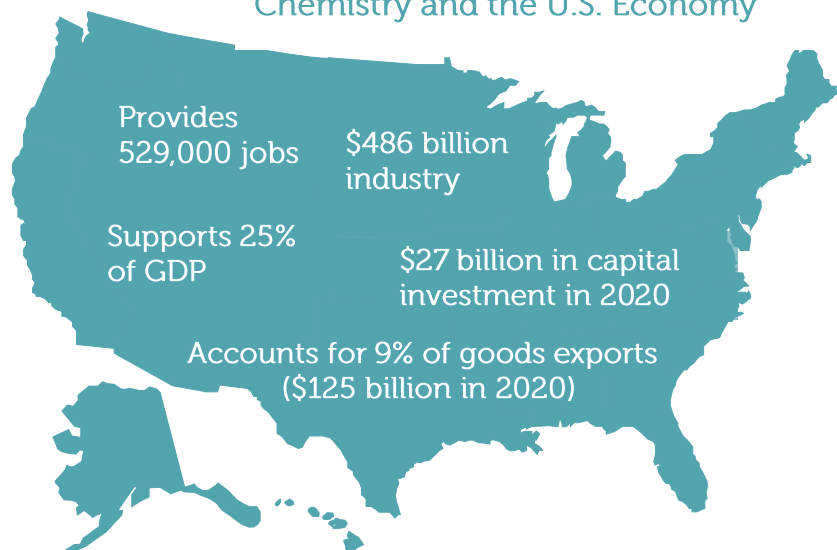 Chemistry and the U.S. Economy
Provides
529,000 jobs
$486 billion
industry
Supports 25%
of GDP
$27 billion in capital
investment in 2020
Accounts for 9% of goods exports
($125 billion in 2020)